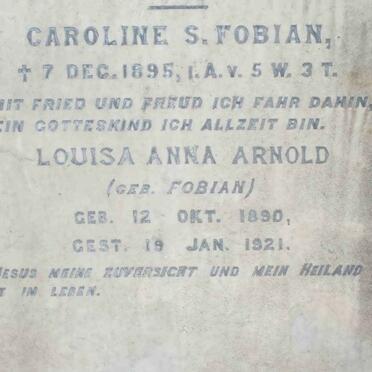 CAROLINE S. FOBIAN,
† 7 DEC. 1895, I.A.V. 5 W. 3 T.
MIT FRIED UND FREUD ICH FAHR DAHIN,
EIN GOTTESKIND ICH ALLZEIT BIN.
LOUISA ANNA ARNOLD
(GEB. FOBIAN)
GEB. 12 OKT. 1890,
GEST. 19 JAN. 1921.
JESUS MEINE ZUVERSICHT UND MEIN HEILAND
IM LEBEN.